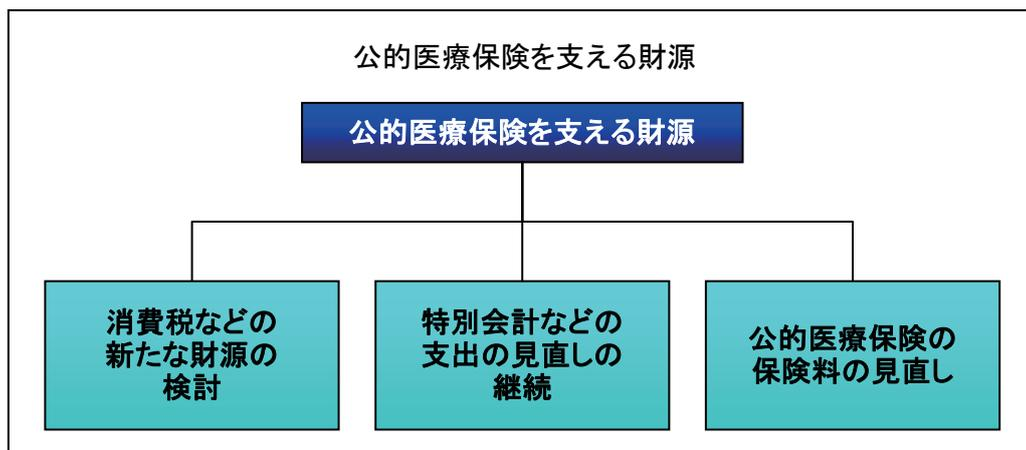 公的医療保険を支える財源
公的医療保険を支える財源
消費税などの
新たな財源の
検討
特別会計などの
支出の見直しの
継続
公的医療保険の
保険料の見直し